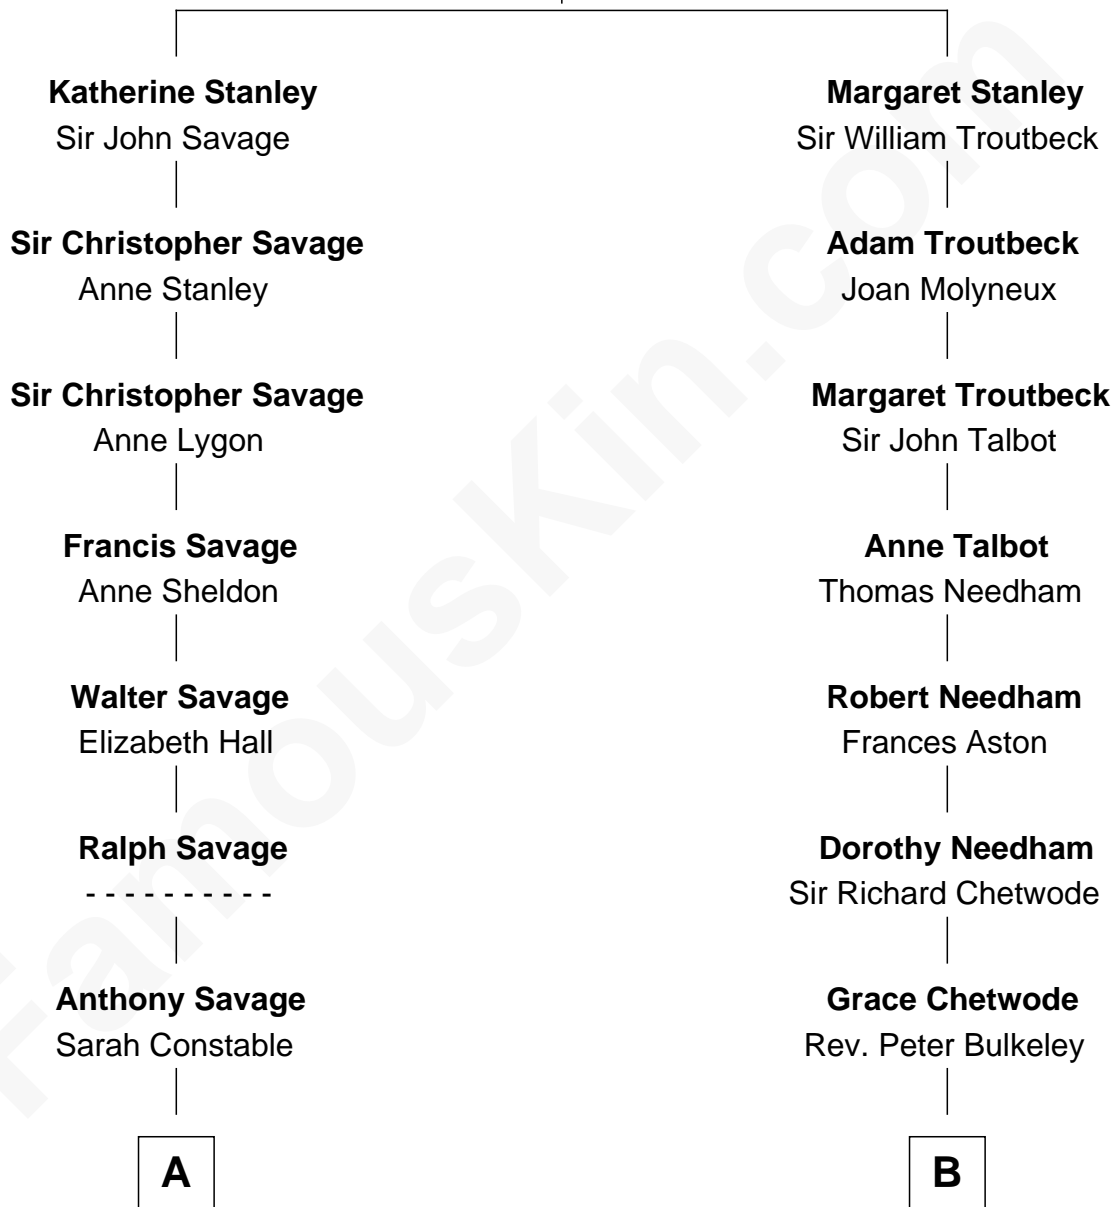 Katherine Stanley
Sir John Savage
Sir Christopher Savage
Anne Stanley
Sir Christopher Savage
Anne Lygon
Francis Savage
Anne Sheldon
Walter Savage
Elizabeth Hall
Ralph Savage
- - - - - - - - - -
Anthony Savage
Sarah Constable
A
Margaret Stanley
Sir William Troutbeck
Adam Troutbeck
Joan Molyneux
Margaret Troutbeck
Sir John Talbot
Anne Talbot
Thomas Needham
Robert Needham
Frances Aston
Dorothy Needham
Sir Richard Chetwode
Grace Chetwode
Rev. Peter Bulkeley
B
FamousKin.com